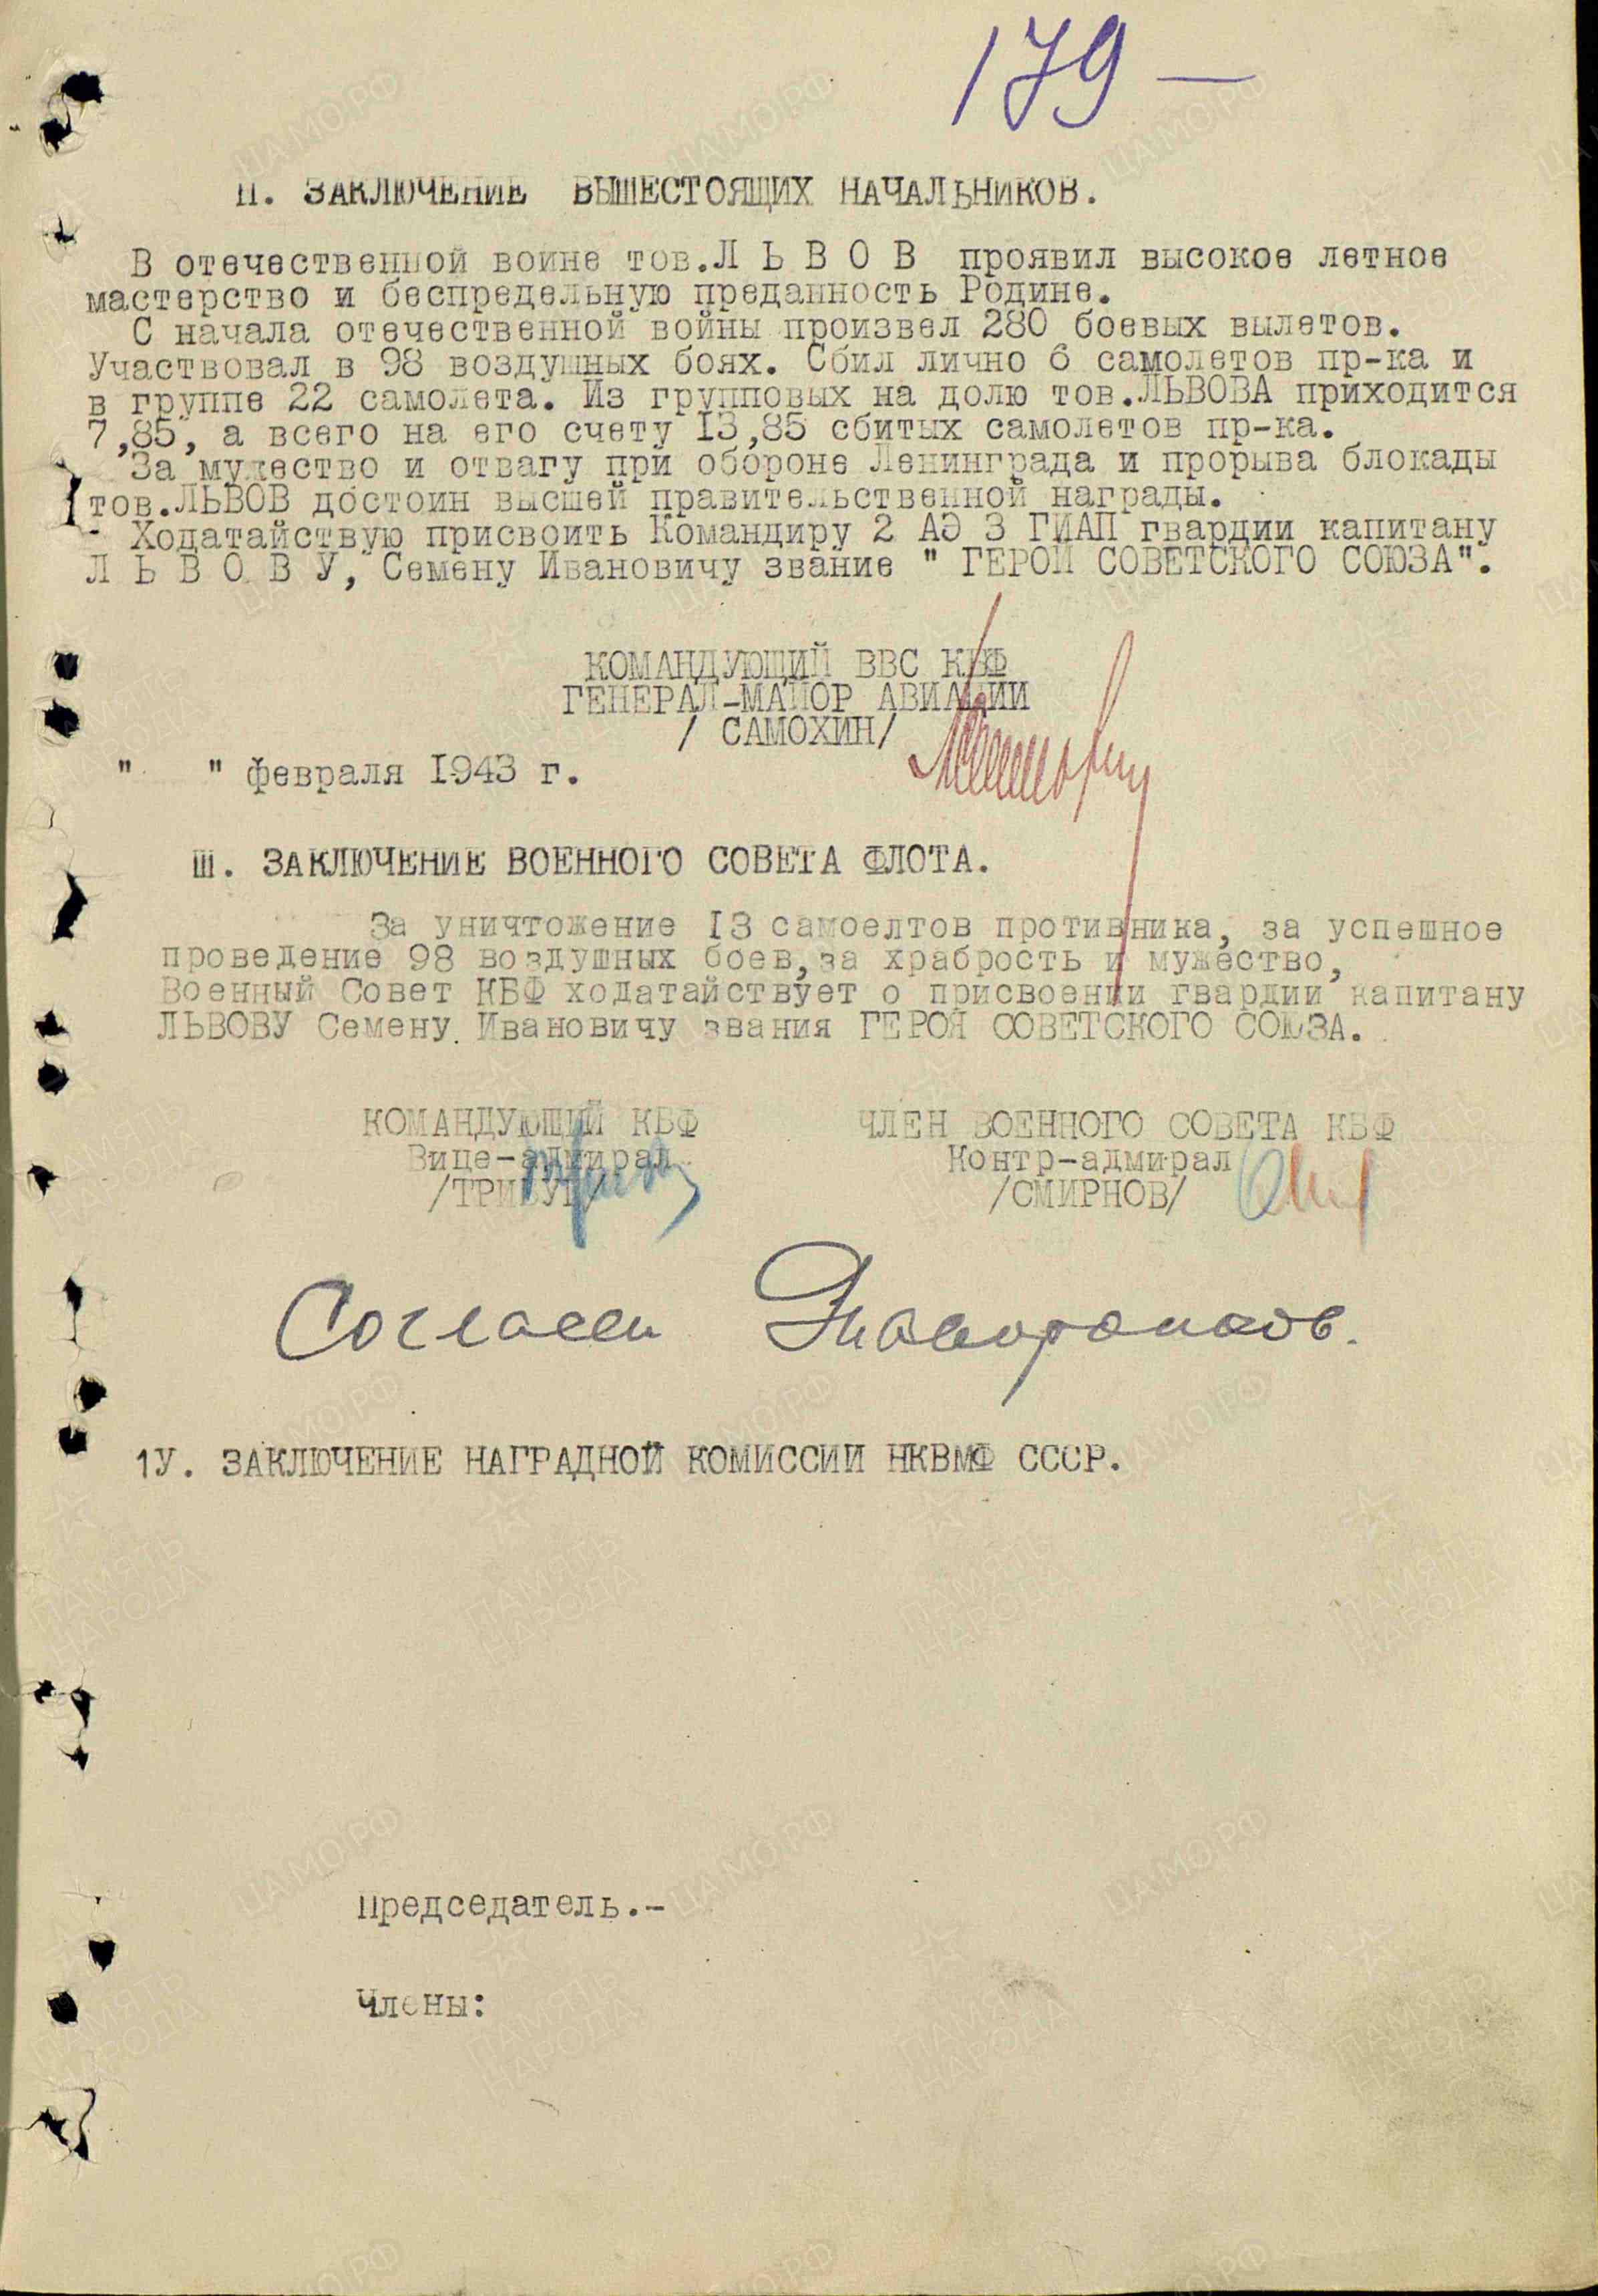 179 —
II. ЗАКЛЮЧЕНИЕ ВЫШЕСТОЯЩИХ НАЧАЛЬНИКОВ.
В отечественной войне тов.Л Ь В О В проявил высокое летное
мастерство и беспредельную преданность Родине.
С начала отечественной войны произвел 280 боевых вылетов.
Участвовал в 98 воздушных боях. Сбил лично 6 самолетов пр-ка и
в группе 22 самолета. Из групповых на долю тов.ЛЬВОВА приходится
7,85, а всего на его счету 13,85 сбитых самолетов пр-ка.
За мужество и отвагу при обороне Ленинграда и прорыва блокады
тов.ЛЬВОВ достоин высшей правительственной награды.
Ходатайствую присвоить Командиру 2 АЭ 3 ГИАП гвардии капитану
Л Ь В О В У, Семену Ивановичу звание " ГЕРОЙ СОВЕТСКОГО СОЮЗА".
КОМАНДУЮЩИЙ ВВС КБФ
ГЕНЕРАЛ-МАЙОР АВИАЦИИ
/ САМОХИН/
" " февраля 1943 г.
Ш. ЗАКЛЮЧЕНИЕ ВОЕННОГО СОВЕТА ФЛОТА.
За уничтожение 13 самоелтов противника, за успешное
проведение 98 воздушных боев,за храбрость и мужество,
Военный Совет КБФ ходатайствует о присвоении гвардии капитану
ЛЬВОВУ Семену Ивановичу звания ГЕРОЯ СОВЕТСКОГО СОЮЗА.
КОМАНДУЮЩИЙ КБФ ЧЛЕН ВОЕННОГО СОВЕТА КБФ
Вице-адмирал Контр-адмирал
/ТРИБУЦ/ /СМИРНОВ/
Согласен Жаворонков.
1У. ЗАКЛЮЧЕНИЕ НАГРАДНОЙ КОМИССИИ НКВМФ СССР.
Председатель.-
Члены:
ПАМЯТЬ НАРОДА
ЦАМО.РФ